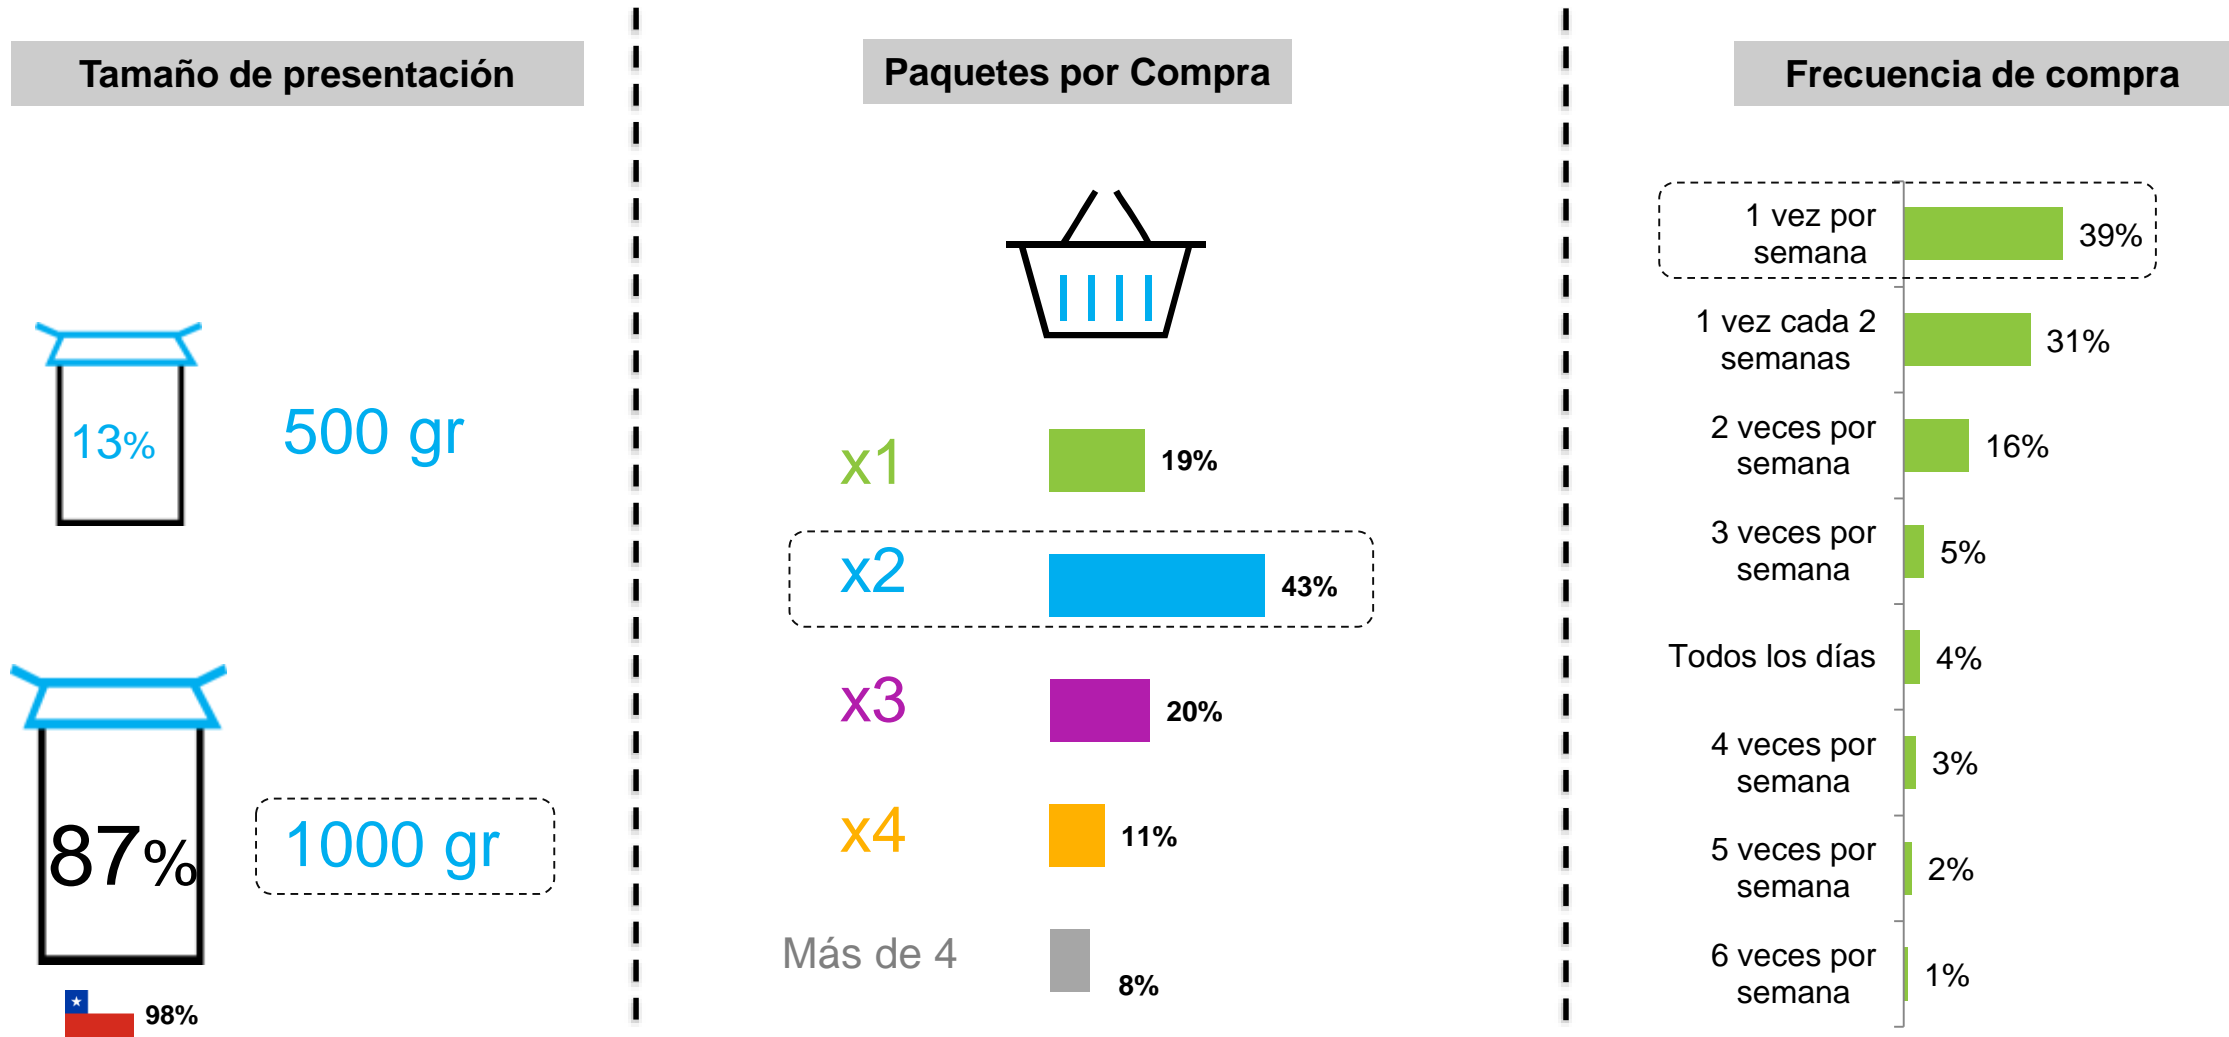 Tamaño de presentación
13%
500 gr
87%
1000 gr
98%
Paquetes por Compra
x1
19%
x2
43%
x3
20%
x4
11%
Más de 4
8%
Frecuencia de compra
1 vez por
semana
39%
1 vez cada 2
semanas
31%
2 veces por
semana
16%
3 veces por
semana
5%
Todos los días
4%
4 veces por
semana
3%
5 veces por
semana
2%
6 veces por
semana
1%